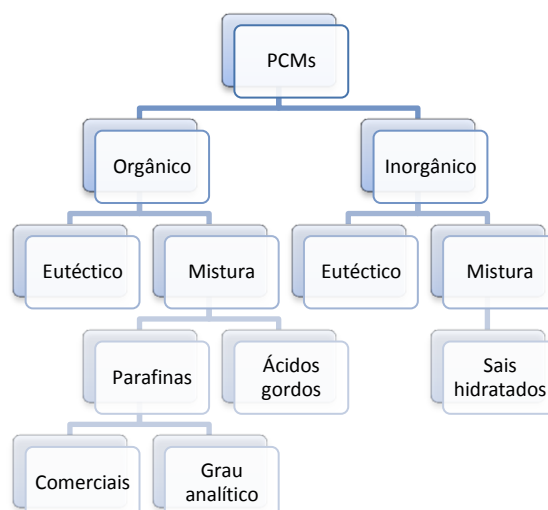 PCMs
Orgânico
Inorgânico
Eutéctico
Mistura
Eutéctico
Mistura
Parafinas
Ácidos
gordos
Sais
hidratados
Comerciais
Grau
analítico